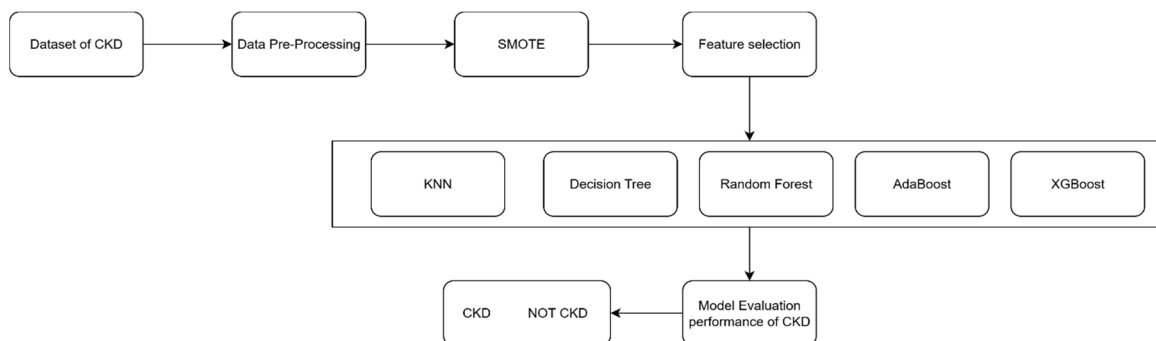 Dataset of CKD
Data Pre-Processing
SMOTE
Feature selection
KNN
Decision Tree
Random Forest
AdaBoost
XGBoost
Model Evaluation
performance of CKD
CKD NOT CKD